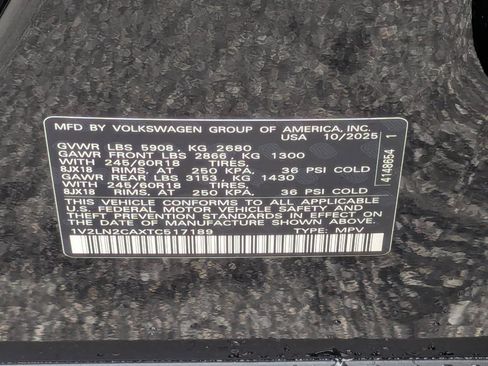 MFD BY VOLKSWAGEN GROUP OF AMERICA, INC.
USA 10/2025
GVWR LBS 5908 , KG 2680
GAWR FRONT LBS 2866, KG 1300
WITH 245/60R18 TIRES,
8JX18 RIMS, AT 250 KPA. 36 PSI COLD
GAWR REAR LBS 3153, KG 1430
WITH 245/60R18 TIRES,
8JX18 RIMS, AT 250 KPA. 36 PSI COLD
THIS VEHICLE CONFORMS TO ALL APPLICABLE
U.S. FEDERAL MOTOR VEHICLE SAFETY AND
THEFT PREVENTION STANDARDS IN EFFECT ON
THE DATE OF MANUFACTURE SHOWN ABOVE.
1V2LN2CAXTC517189 TYPE: MPV
4148654 1